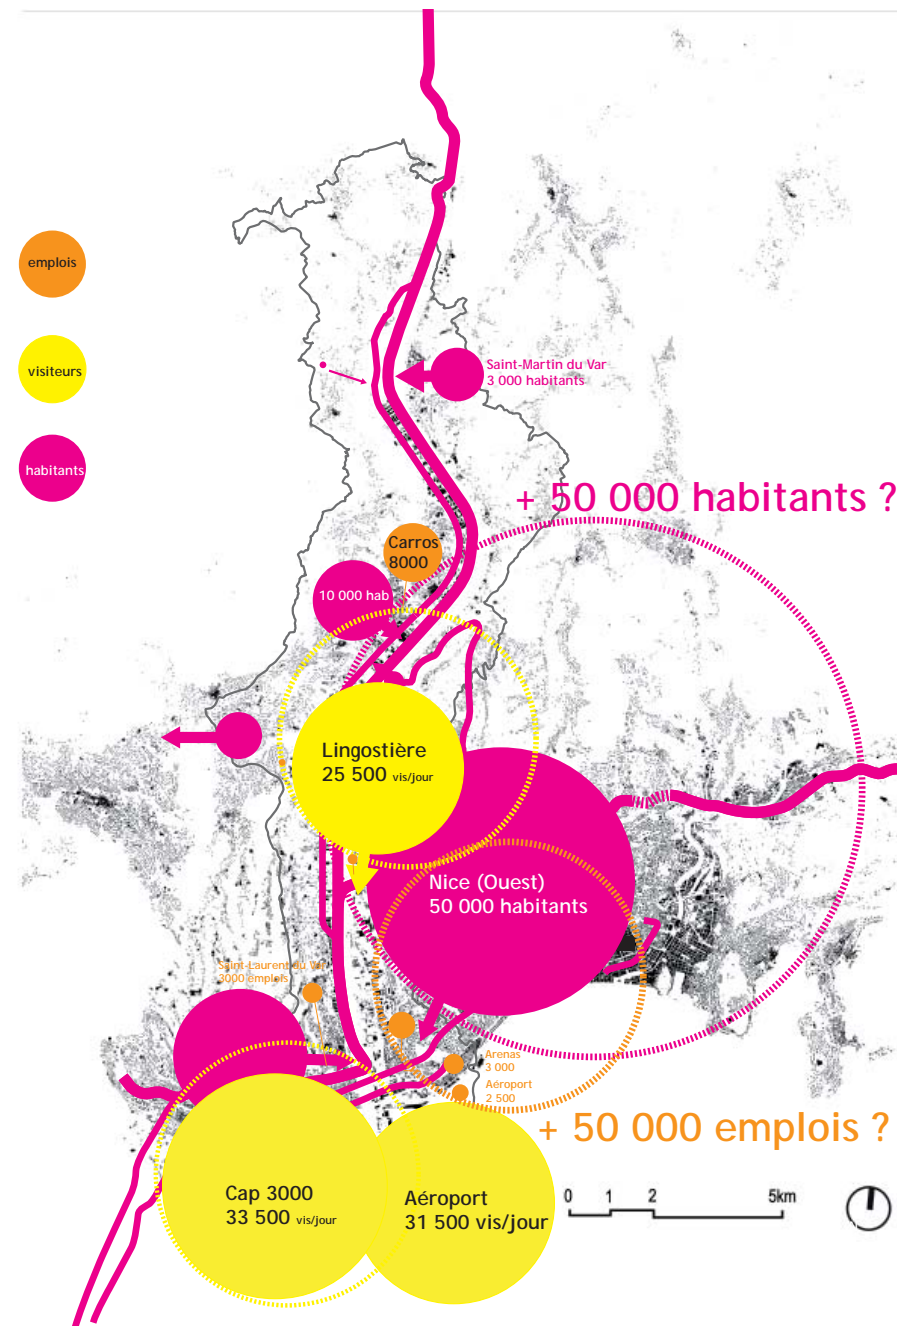 emplois
visiteurs
habitants
Saint-Martin du Var
3 000 habitants
+ 50 000 habitants ?
Carros
8000
10 000 hab
Lingostière
25 500 vis/jour
Nice (Ouest)
50 000 habitants
Saint-Laurent du Var
3000 emplois
Arenas
3 000
Aéroport
2 500
+ 50 000 emplois ?
Cap 3000
33 500 vis/jour
Aéroport
31 500 vis/jour
0 1 2 5km